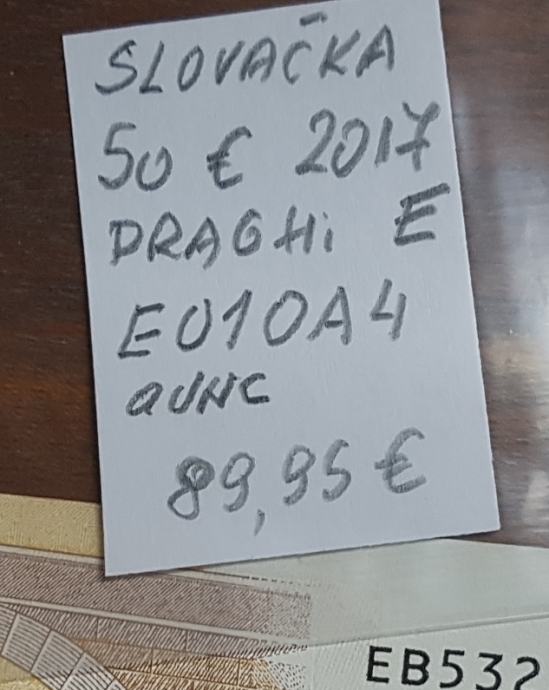 SLOVAČKA
50 € 2017
DRAGHi E
E010A4
aUNC
89,95 €
EB532